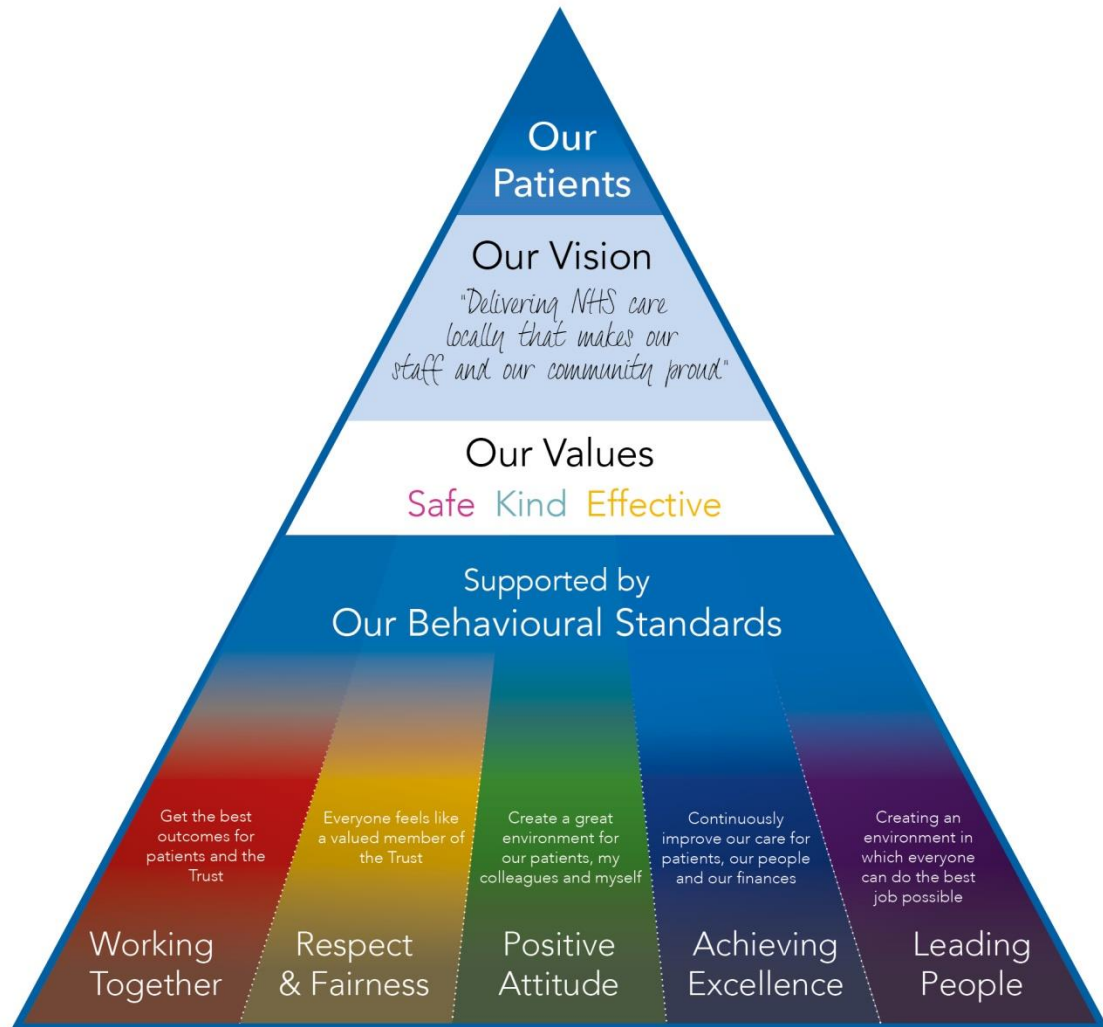 Our
Patients
Our Vision
"Delivering NHS care
locally that makes our
staff and our community proud"
Our Values
Safe Kind Effective
Supported by
Our Behavioural Standards
Get the best
outcomes for
patients and the
Trust
Working
Together
Everyone feels like
a valued member of
the Trust
Respect
& Fairness
Create a great
environment for
our patients, my
colleagues and myself
Positive
Attitude
Continuously
improve our care for
patients, our people
and our finances
Achieving
Excellence
Creating an
environment in
which everyone
can do the best
job possible
Leading
People